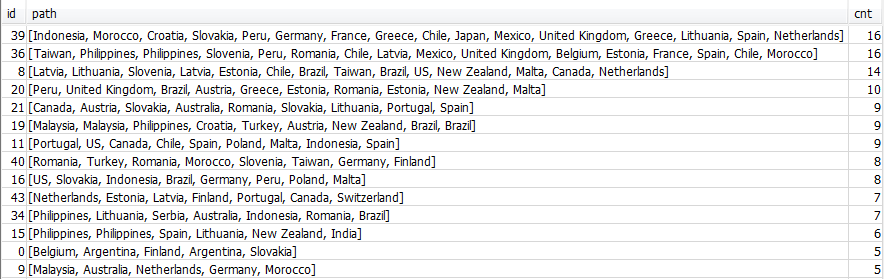 id path cnt
39 [Indonesia, Morocco, Croatia, Slovakia, Peru, Germany, France, Greece, Chile, Japan, Mexico, United Kingdom, Greece, Lithuania, Spain, Netherlands] 16
36 [Taiwan, Philippines, Philippines, Slovenia, Peru, Romania, Chile, Latvia, Mexico, United Kingdom, Belgium, Estonia, France, Spain, Chile, Morocco] 16
8 [Latvia, Lithuania, Slovenia, Latvia, Estonia, Chile, Brazil, Taiwan, Brazil, US, New Zealand, Malta, Canada, Netherlands] 14
20 [Peru, United Kingdom, Brazil, Austria, Greece, Estonia, Romania, Estonia, New Zealand, Malta] 10
21 [Canada, Austria, Slovakia, Australia, Romania, Slovakia, Lithuania, Portugal, Spain] 9
19 [Malaysia, Malaysia, Philippines, Croatia, Turkey, Austria, New Zealand, Brazil, Brazil] 9
11 [Portugal, US, Canada, Chile, Spain, Poland, Malta, Indonesia, Spain] 9
40 [Romania, Turkey, Romania, Morocco, Slovenia, Taiwan, Germany, Finland] 8
16 [US, Slovakia, Indonesia, Brazil, Germany, Peru, Poland, Malta] 8
43 [Netherlands, Estonia, Latvia, Finland, Portugal, Canada, Switzerland] 7
34 [Philippines, Lithuania, Serbia, Australia, Indonesia, Romania, Brazil] 7
15 [Philippines, Philippines, Spain, Lithuania, New Zealand, India] 6
0 [Belgium, Argentina, Finland, Argentina, Slovakia] 5
9 [Malaysia, Australia, Netherlands, Germany, Morocco] 5